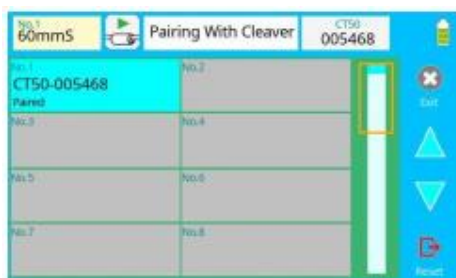 No.1
60mmS
Pairing With Cleaver
CT50
005468
No.1
CT50-005468
Paired
No.2
No.3
No.4
No.5
No.6
No.7
No.8
Exit
Reset